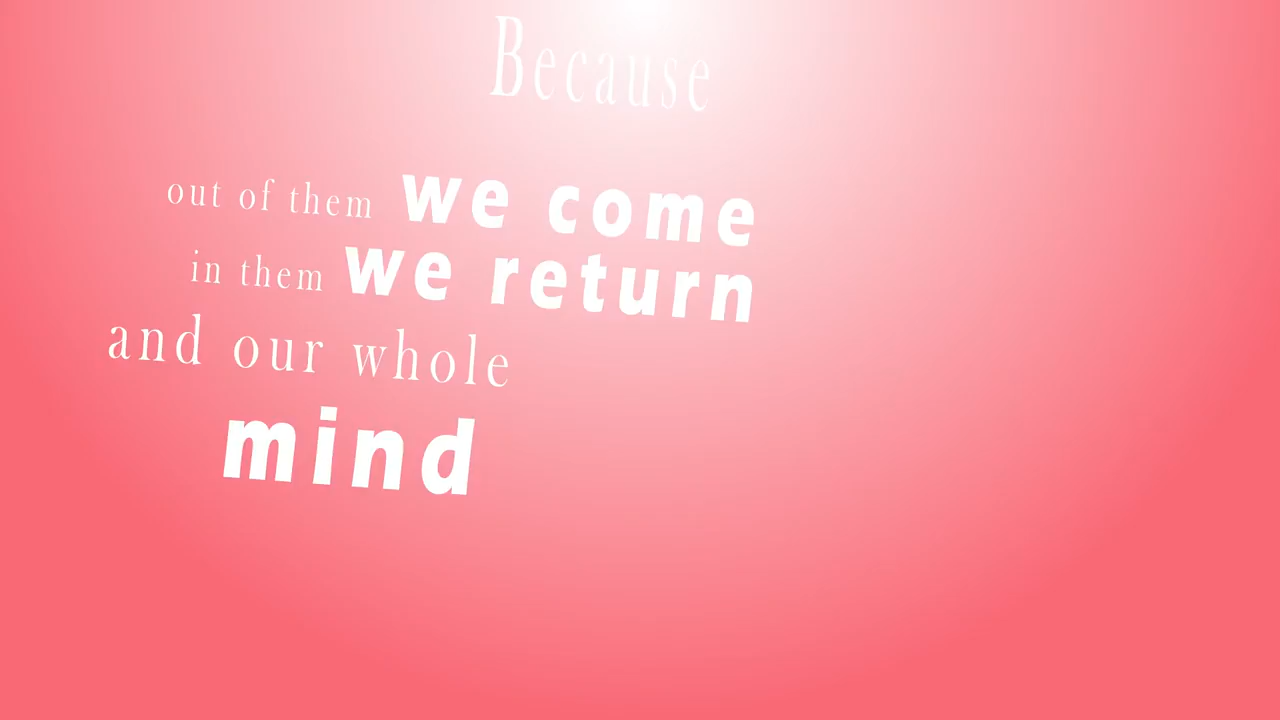 Because
out of them we come
in them we return
and our whole
mind